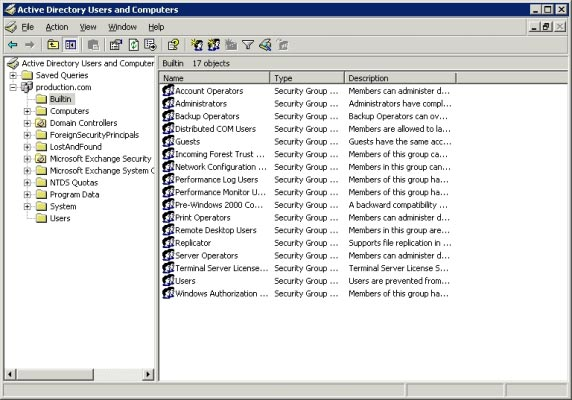 Active Directory Users and Computers
File Action View Window Help
Active Directory Users and Computer
Saved Queries
production.com
Builtin
Computers
Domain Controllers
ForeignSecurityPrincipals
LostAndFound
Microsoft Exchange Security
Microsoft Exchange System C
NTDS Quotas
Program Data
System
Users
Builtin 17 objects
Name Type Description
Account Operators Security Group ... Members can administer d...
Administrators Security Group ... Administrators have compl...
Backup Operators Security Group ... Backup Operators can ov...
Distributed COM Users Security Group ... Members are allowed to la...
Guests Security Group ... Guests have the same acc...
Incoming Forest Trust ... Security Group ... Members of this group ca...
Network Configuration ... Security Group ... Members in this group can...
Performance Log Users Security Group ... Members of this group ha...
Performance Monitor U... Security Group ... Members of this group ha...
Pre-Windows 2000 Co... Security Group ... A backward compatibility ...
Print Operators Security Group ... Members can administer d...
Remote Desktop Users Security Group ... Members in this group are...
Replicator Security Group ... Supports file replication in ...
Server Operators Security Group ... Members can administer d...
Terminal Server License... Security Group ... Terminal Server License S...
Users Security Group ... Users are prevented from...
Windows Authorization ... Security Group ... Members of this group ha...